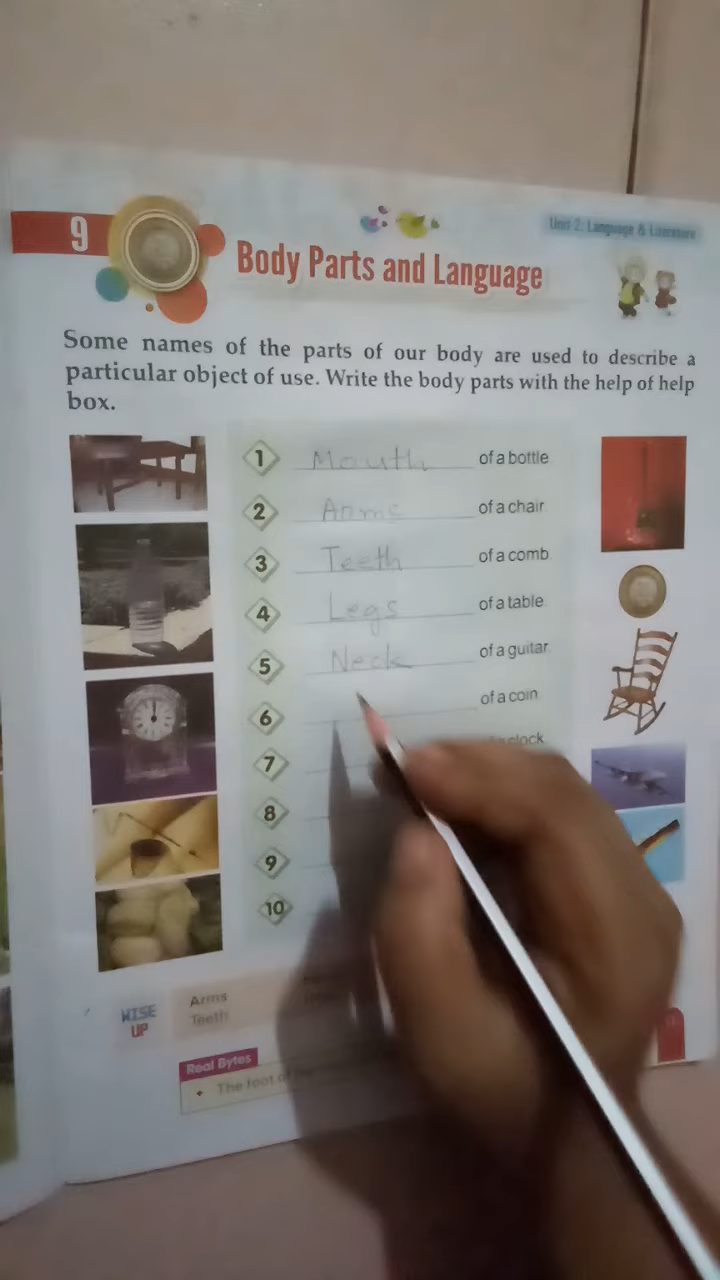 9
Unit 2: Language & Literature
Body Parts and Language
Some names of the parts of our body are used to describe a
particular object of use. Write the body parts with the help of help
box.
1 Mouth of a bottle
2 Arms of a chair
3 Teeth of a comb
4 Legs of a table
5 Neck of a guitar
6 of a coin
7 clock
8
9
10
WISE
UP
Arms
Teeth
Real Bytes
The foot of